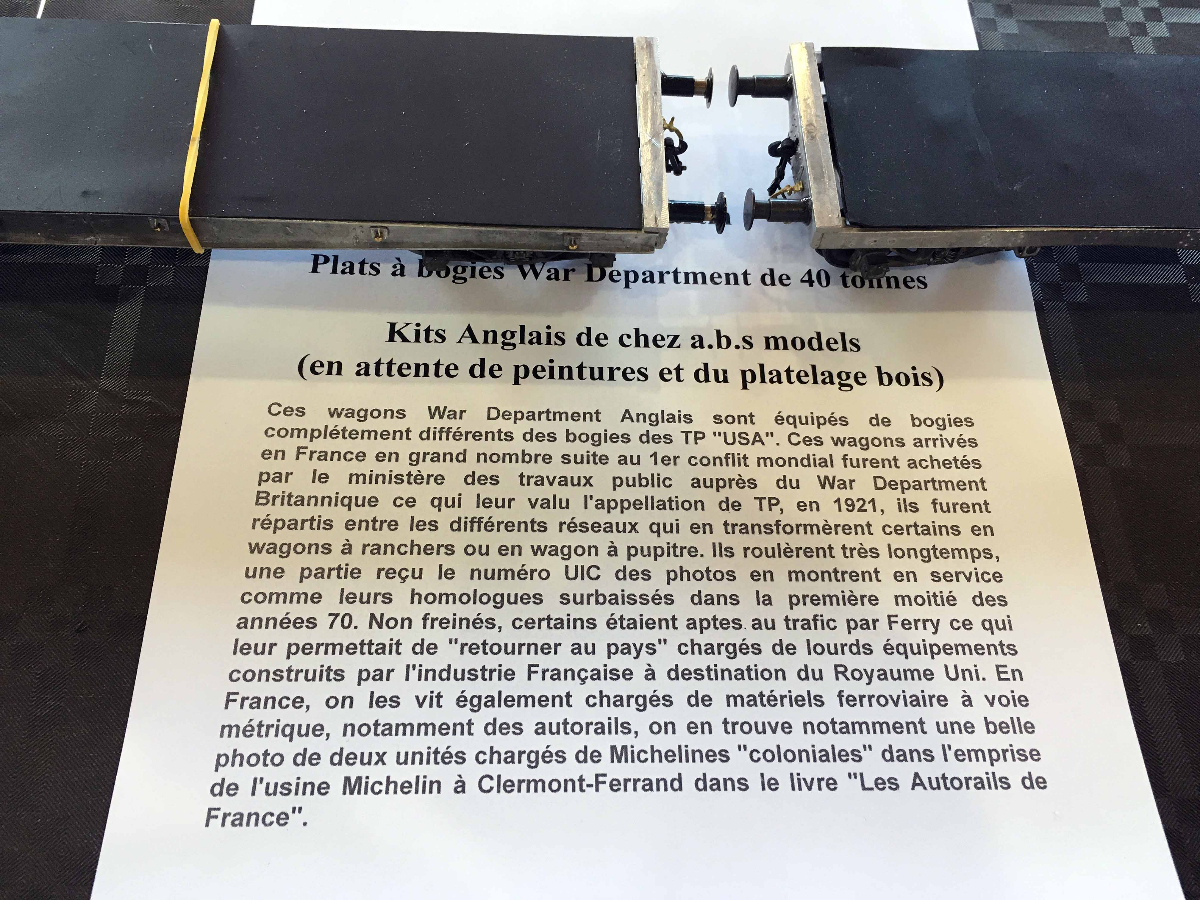 Plats à bogies War Department de 40 tonnes
Kits Anglais de chez a.b.s models
(en attente de peintures et du platelage bois)
Ces wagons War Department Anglais sont équipés de bogies
complétement différents des bogies des TP "USA". Ces wagons arrivés
en France en grand nombre suite au 1er conflit mondial furent achetés
par le ministère des travaux public auprès du War Department
Britannique ce qui leur valu l'appellation de TP, en 1921, ils furent
répartis entre les différents réseaux qui en transformèrent certains en
wagons à ranchers ou en wagon à pupitre. Ils roulèrent très longtemps,
une partie reçu le numéro UIC des photos en montrent en service
comme leurs homologues surbaissés dans la première moitié des
années 70. Non freinés, certains étaient aptes au trafic par Ferry ce qui
leur permettait de "retourner au pays" chargés de lourds équipements
construits par l'industrie Française à destination du Royaume Uni. En
France, on les vit également chargés de matériels ferroviaire à voie
métrique, notamment des autorails, on en trouve notamment une belle
photo de deux unités chargés de Michelines "coloniales" dans l'emprise
de l'usine Michelin à Clermont-Ferrand dans le livre "Les Autorails de
France".